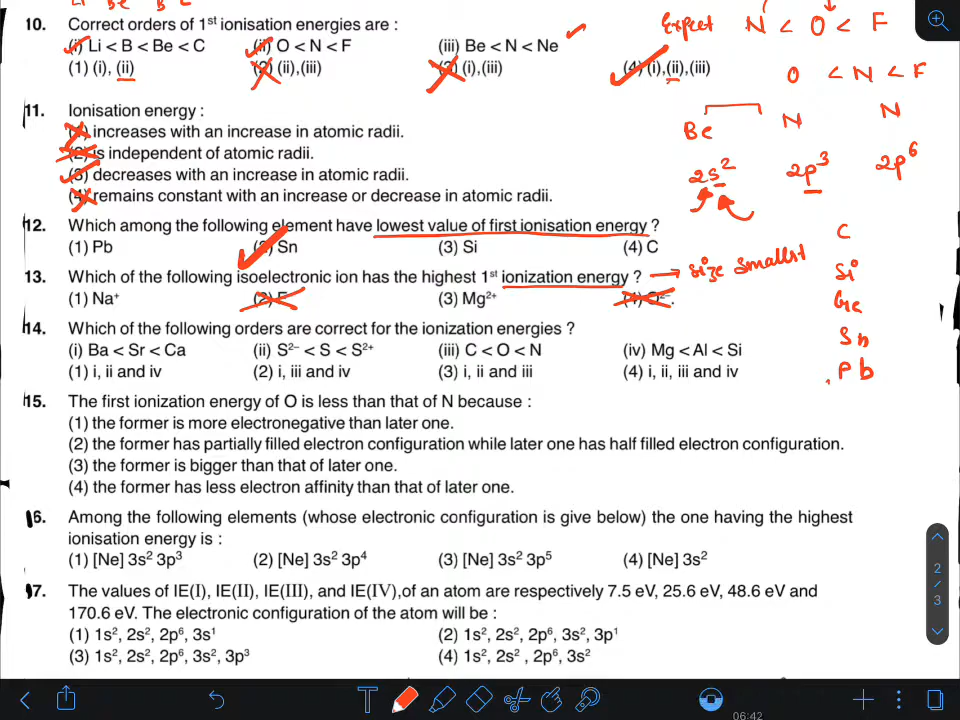 Li Be B C
10. Correct orders of 1st ionisation energies are :
(i) Li < B < Be < C (ii) O < N < F (iii) Be < N < Ne
(1) (i), (ii) (2) (ii),(iii) (3) (i),(iii) (4) (i),(ii),(iii)
Expect N < O < F
O < N < F
11. Ionisation energy :
(1) increases with an increase in atomic radii.
(2) is independent of atomic radii.
(3) decreases with an increase in atomic radii.
(4) remains constant with an increase or decrease in atomic radii.
Be N N
2s² 2p³ 2p⁶
12. Which among the following element have lowest value of first ionisation energy ?
(1) Pb (2) Sn (3) Si (4) C
13. Which of the following isoelectronic ion has the highest 1st ionization energy ? → size smallest
(1) Na⁺ (3) Mg²⁺ (4) O²⁻.
C
Si
Ge
Sn
Pb
14. Which of the following orders are correct for the ionization energies ?
(i) Ba < Sr < Ca (ii) S²⁻ < S < S²⁺ (iii) C < O < N (iv) Mg < Al < Si
(1) i, ii and iv (2) i, iii and iv (3) i, ii and iii (4) i, ii, iii and iv
15. The first ionization energy of O is less than that of N because :
(1) the former is more electronegative than later one.
(2) the former has partially filled electron configuration while later one has half filled electron configuration.
(3) the former is bigger than that of later one.
(4) the former has less electron affinity than that of later one.
16. Among the following elements (whose electronic configuration is give below) the one having the highest
ionisation energy is :
(1) [Ne] 3s² 3p³ (2) [Ne] 3s² 3p⁴ (3) [Ne] 3s² 3p⁵ (4) [Ne] 3s²
17. The values of IE(I), IE(II), IE(III), and IE(IV),of an atom are respectively 7.5 eV, 25.6 eV, 48.6 eV and
170.6 eV. The electronic configuration of the atom will be :
(1) 1s², 2s², 2p⁶, 3s¹ (2) 1s², 2s², 2p⁶, 3s², 3p¹
(3) 1s², 2s², 2p⁶, 3s², 3p³ (4) 1s², 2s² , 2p⁶, 3s²
2
/
3
T
06:42